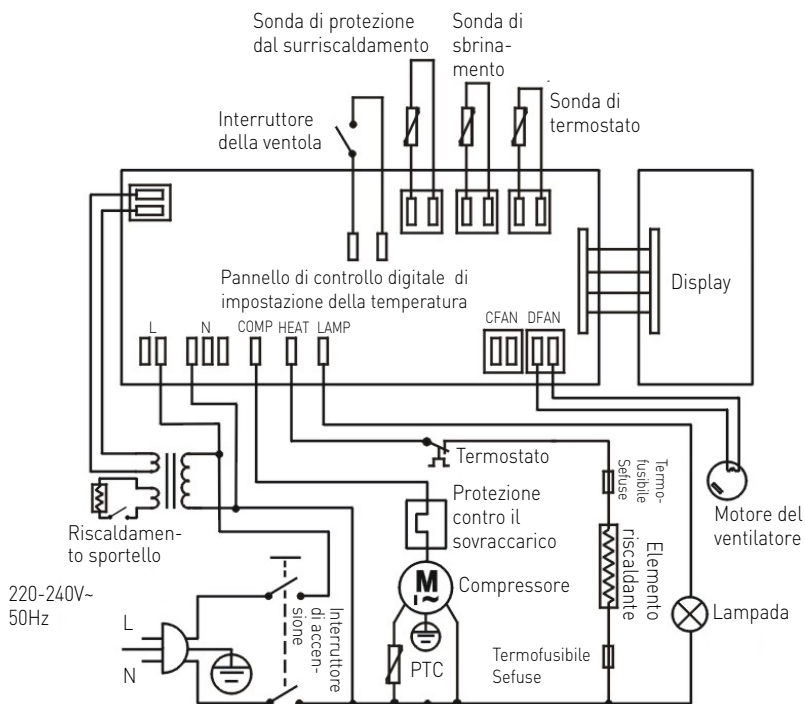 Sonda di protezione
dal surriscaldamento
Sonda di
sbrina-
mento
Sonda di
termostato
Interruttore
della ventola
Pannello di controllo digitale di
impostazione della temperatura
Display
L
N
COMP
HEAT
LAMP
CFAN
DFAN
Termostato
Termo-
fusibile
Sefuse
Motore del
ventilatore
Riscaldamen-
to sportello
Protezione
contro il
sovraccarico
220-240V~
50Hz
L
N
Interruttore
di accen-
sione
M
I~
Compressore
PTC
Elemento
riscaldante
Termofusibile
Sefuse
Lampada